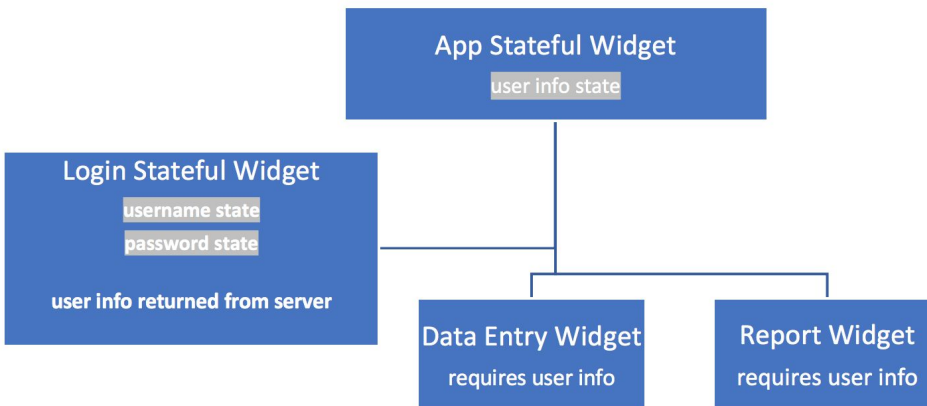 App Stateful Widget
user info state
Login Stateful Widget
username state
password state
user info returned from server
Data Entry Widget
requires user info
Report Widget
requires user info